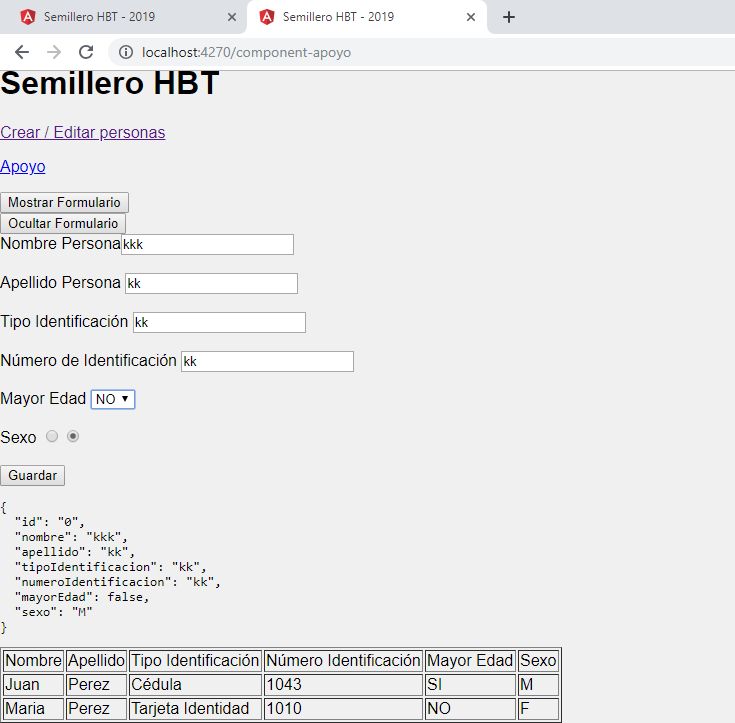 Semillero HBT - 2019
Semillero HBT - 2019
localhost:4270/component-apoyo
Semillero HBT
Crear / Editar personas
Apoyo
Mostrar Formulario
Ocultar Formulario
Nombre Persona kkk
Apellido Persona kk
Tipo Identificación kk
Número de Identificación kk
Mayor Edad NO
Sexo
Guardar
{
"id": "0",
"nombre": "kkk",
"apellido": "kk",
"tipoIdentificacion": "kk",
"numeroIdentificacion": "kk",
"mayorEdad": false,
"sexo": "M"
}
Nombre Apellido Tipo Identificación Número Identificación Mayor Edad Sexo
Juan Perez Cédula 1043 SI M
Maria Perez Tarjeta Identidad 1010 NO F